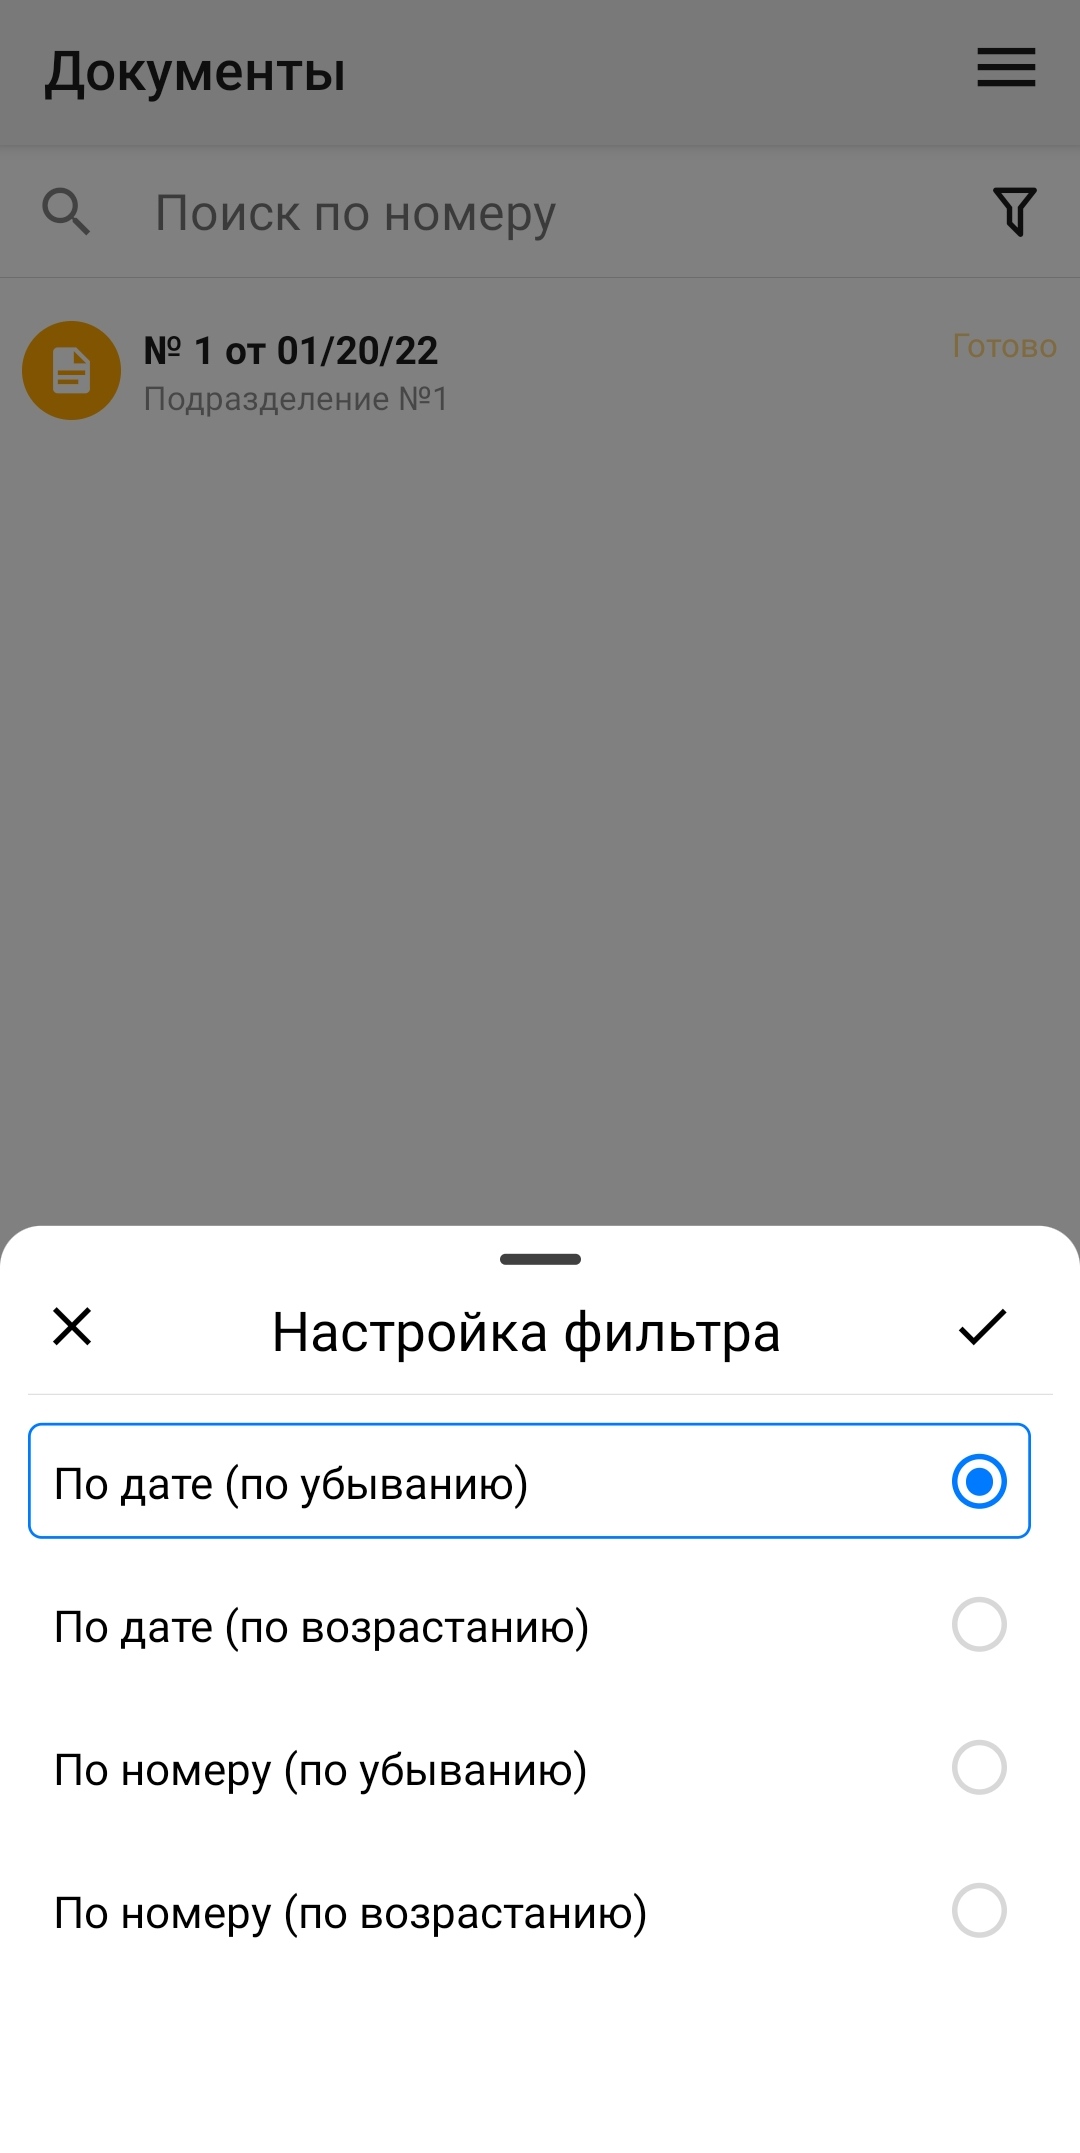 Документы
Поиск по номеру
№ 1 от 01/20/22
Готово
Подразделение №1
Настройка фильтра
По дате (по убыванию)
По дате (по возрастанию)
По номеру (по убыванию)
По номеру (по возрастанию)